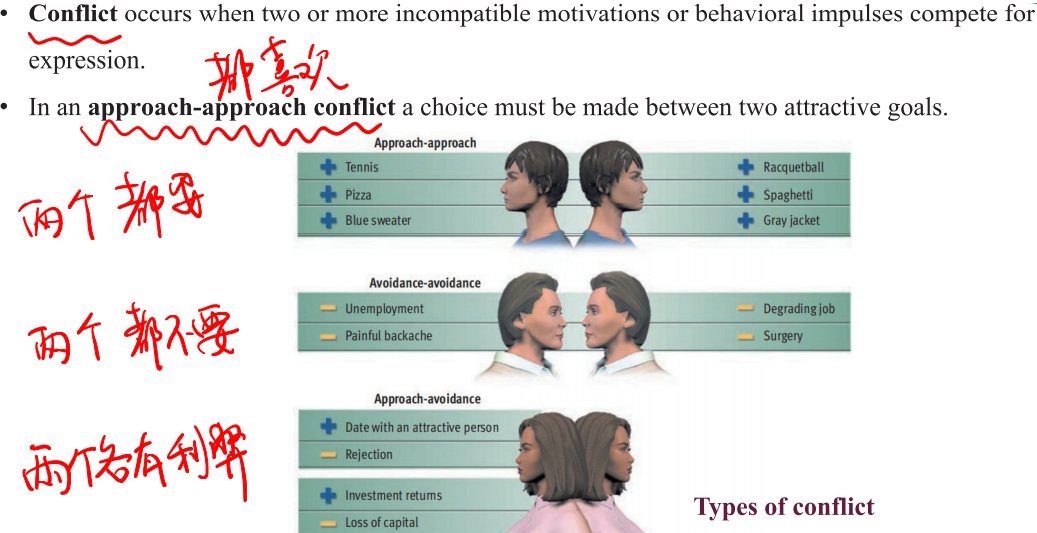 • Conflict occurs when two or more incompatible motivations or behavioral impulses compete for
expression.
都喜欢
• In an approach-approach conflict a choice must be made between two attractive goals.
两个都要
Approach-approach
+ Tennis
+ Racquetball
+ Pizza
+ Spaghetti
+ Blue sweater
+ Gray jacket
两个都不要
Avoidance-avoidance
− Unemployment
− Degrading job
− Painful backache
− Surgery
两个各有利弊
Approach-avoidance
+ Date with an attractive person
− Rejection
+ Investment returns
− Loss of capital
Types of conflict